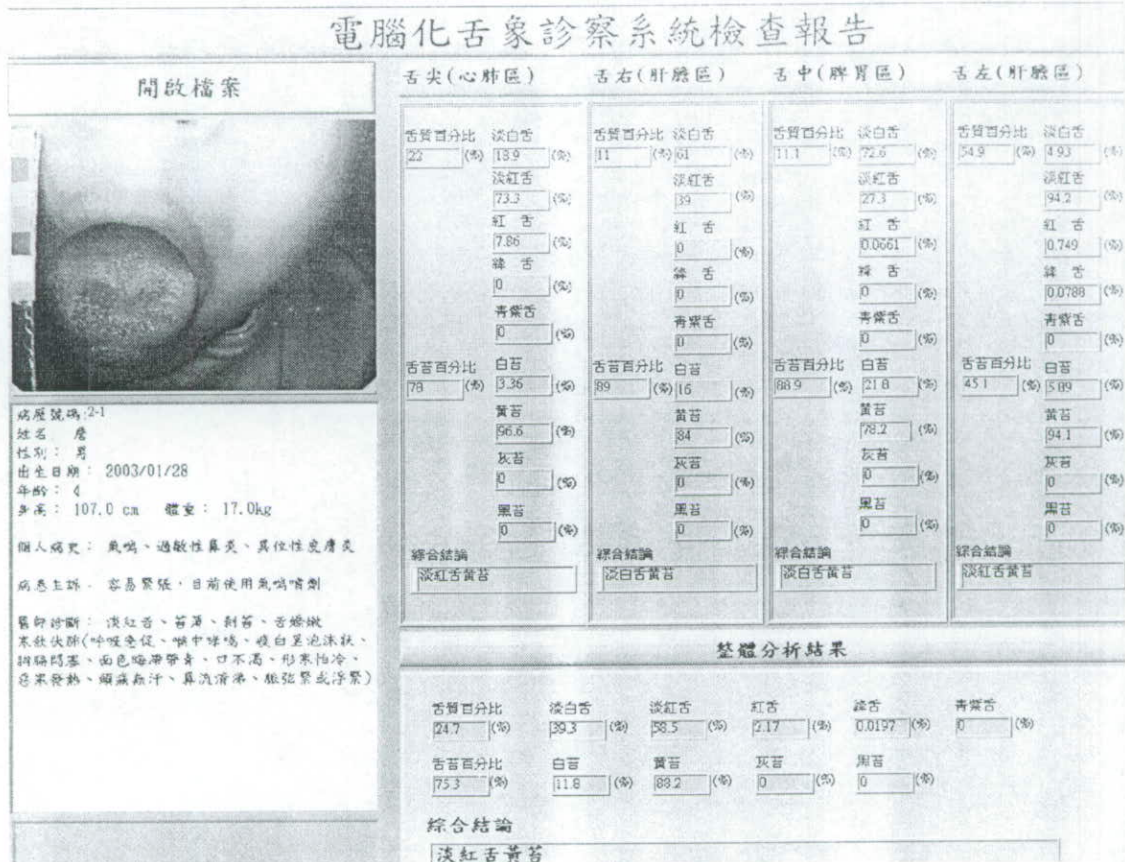 電腦化舌象診察系統檢查報告
開啟檔案
病歷號碼:2-1
姓名 詹
性別：男
出生日期： 2003/01/28
年齡：4
身高： 107.0 cm 體重： 17.0kg
個人病史： 氣喘、過敏性鼻炎、異位性皮膚炎
病患主訴. 容易緊張，目前使用氣喘噴劑
醫師診斷： 淡紅舌、苔薄、剝苔、舌嬌嫩
寒飲伏肺(呼吸急促、喉中哮鳴、痰白呈泡沫狀、
胸膈悶塞、面色晦滯帶青、口不渴、形寒怕冷、
惡寒發熱、頭痛無汗、鼻流清涕、脈弦緊或浮緊)
舌尖(心肺區)
舌質百分比 淡白舌
22 (%) 18.9 (%)
淡紅舌
73.3 (%)
紅 舌
7.86 (%)
絳 舌
0 (%)
青紫舌
0 (%)
舌苔百分比 白苔
78 (%) 3.36 (%)
黃苔
96.6 (%)
灰苔
0 (%)
黑苔
0 (%)
綜合結論
淡紅舌黃苔
舌右(肝膽區)
舌質百分比 淡白舌
11 (%) 61 (%)
淡紅舌
39 (%)
紅 舌
0 (%)
絳 舌
0 (%)
青紫舌
0 (%)
舌苔百分比 白苔
89 (%) 16 (%)
黃苔
84 (%)
灰苔
0 (%)
黑苔
0 (%)
綜合結論
淡白舌黃苔
舌中(脾胃區)
舌質百分比 淡白舌
11.1 (%) 72.6 (%)
淡紅舌
27.3 (%)
紅 舌
0.0661 (%)
絳 舌
0 (%)
青紫舌
0 (%)
舌苔百分比 白苔
88.9 (%) 21.8 (%)
黃苔
78.2 (%)
灰苔
0 (%)
黑苔
0 (%)
綜合結論
淡白舌黃苔
舌左(肝膽區)
舌質百分比 淡白舌
54.9 (%) 4.93 (%)
淡紅舌
94.2 (%)
紅 舌
0.749 (%)
絳 舌
0.0788 (%)
青紫舌
0 (%)
舌苔百分比 白苔
45.1 (%) 5.89 (%)
黃苔
94.1 (%)
灰苔
0 (%)
黑苔
0 (%)
綜合結論
淡紅舌黃苔
整體分析結果
舌質百分比 淡白舌 淡紅舌 紅舌 絳舌 青紫舌
24.7 (%) 39.3 (%) 58.5 (%) 2.17 (%) 0.0197 (%) 0 (%)
舌苔百分比 白苔 黃苔 灰苔 黑苔
75.3 (%) 11.8 (%) 88.2 (%) 0 (%) 0 (%)
綜合結論
淡紅舌黃苔